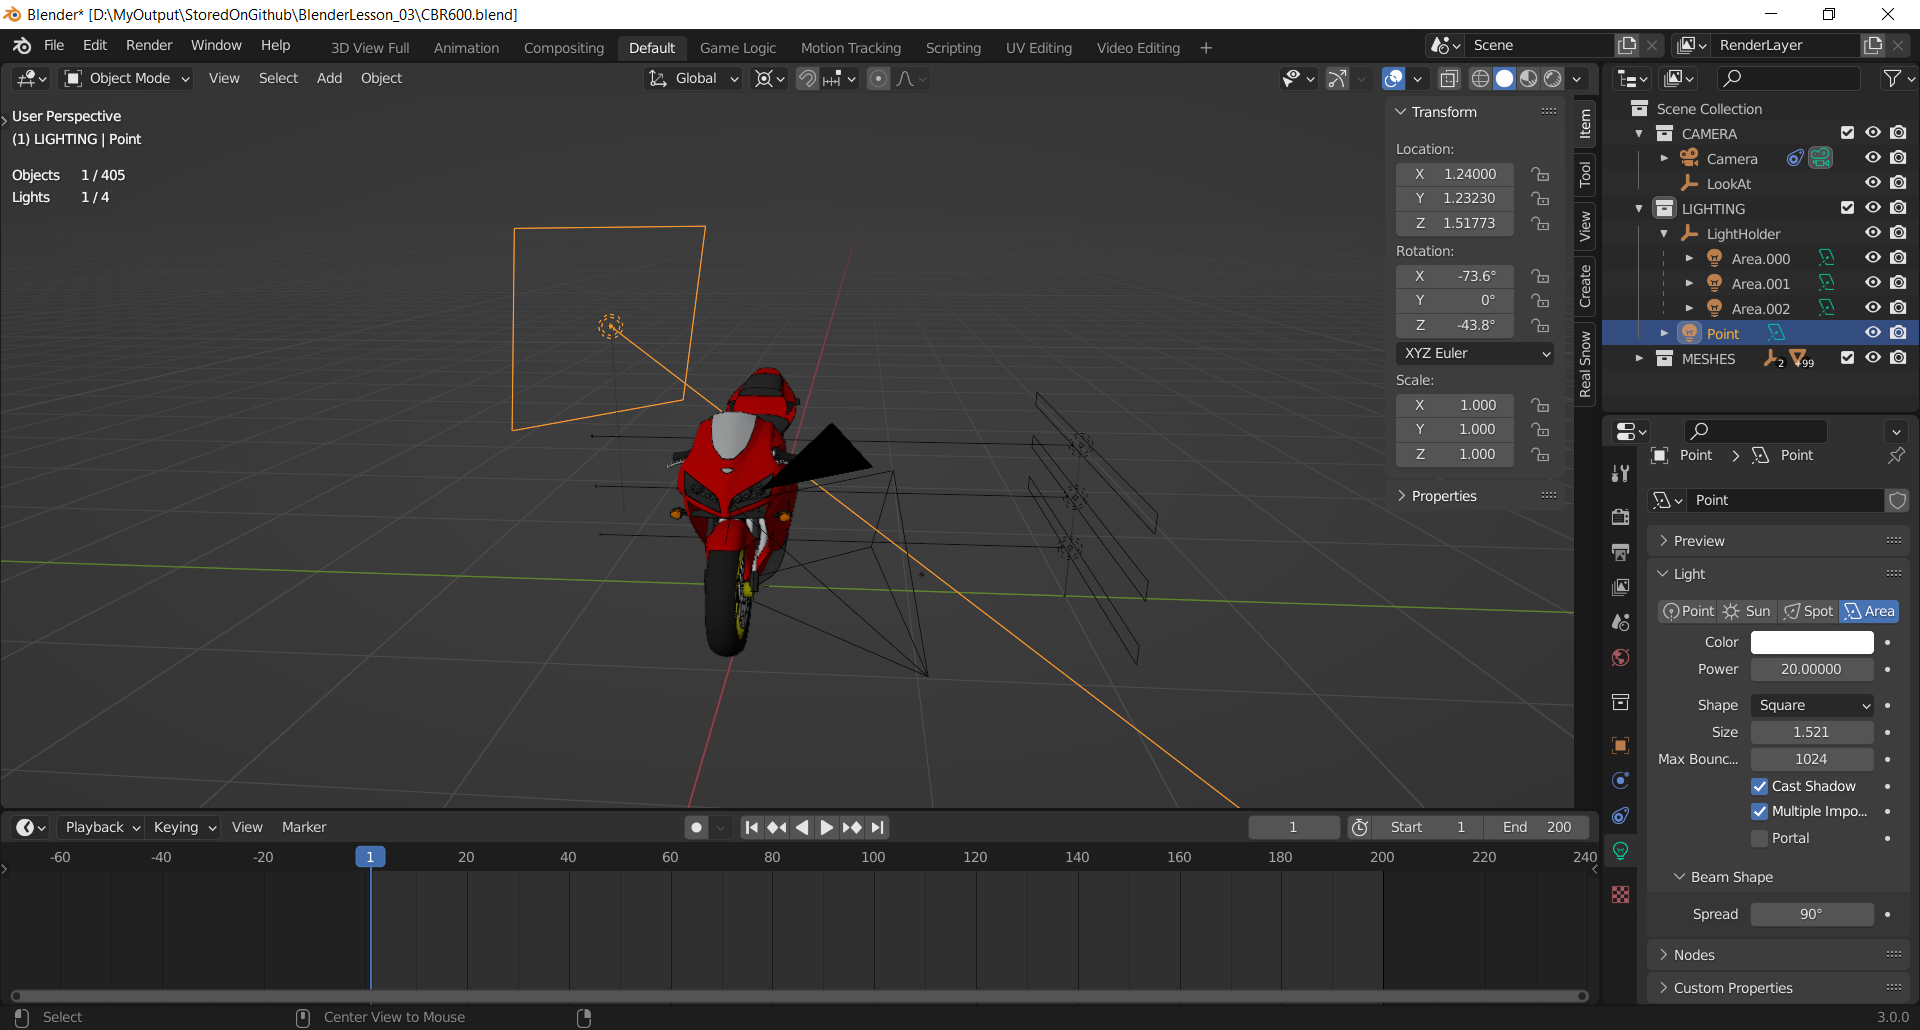 Blender* [D:\MyOutput\StoredOnGithub\BlenderLesson_03\CBR600.blend]
File Edit Render Window Help 3D View Full Animation Compositing Default Game Logic Motion Tracking Scripting UV Editing Video Editing + Scene RenderLayer
Object Mode View Select Add Object Global
User Perspective
(1) LIGHTING | Point
Objects 1 / 405
Lights 1 / 4
Transform
Location:
X 1.24000
Y 1.23230
Z 1.51773
Rotation:
X -73.6°
Y 0°
Z -43.8°
XYZ Euler
Scale:
X 1.000
Y 1.000
Z 1.000
Properties
Item
Tool
View
Create
Real Snow
Scene Collection
CAMERA
Camera
LookAt
LIGHTING
LightHolder
Area.000
Area.001
Area.002
Point
MESHES 2 +99
Point > Point
Point
Preview
Light
Point Sun Spot Area
Color
Power 20.00000
Shape Square
Size 1.521
Max Bounc... 1024
Cast Shadow
Multiple Impo...
Portal
Beam Shape
Spread 90°
Nodes
Custom Properties
Playback Keying View Marker 1 Start 1 End 200
-60 -40 -20 1 20 40 60 80 100 120 140 160 180 200 220 240
Select Center View to Mouse 3.0.0